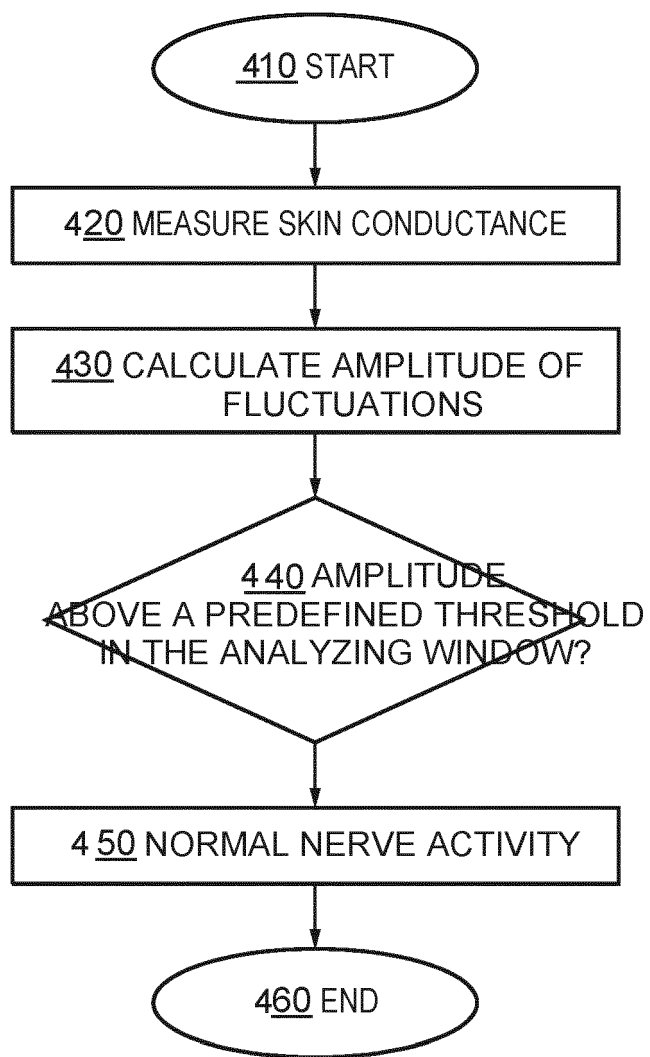 410 START
420 MEASURE SKIN CONDUCTANCE
430 CALCULATE AMPLITUDE OF
FLUCTUATIONS
440 AMPLITUDE
ABOVE A PREDEFINED THRESHOLD
IN THE ANALYZING WINDOW?
450 NORMAL NERVE ACTIVITY
460 END